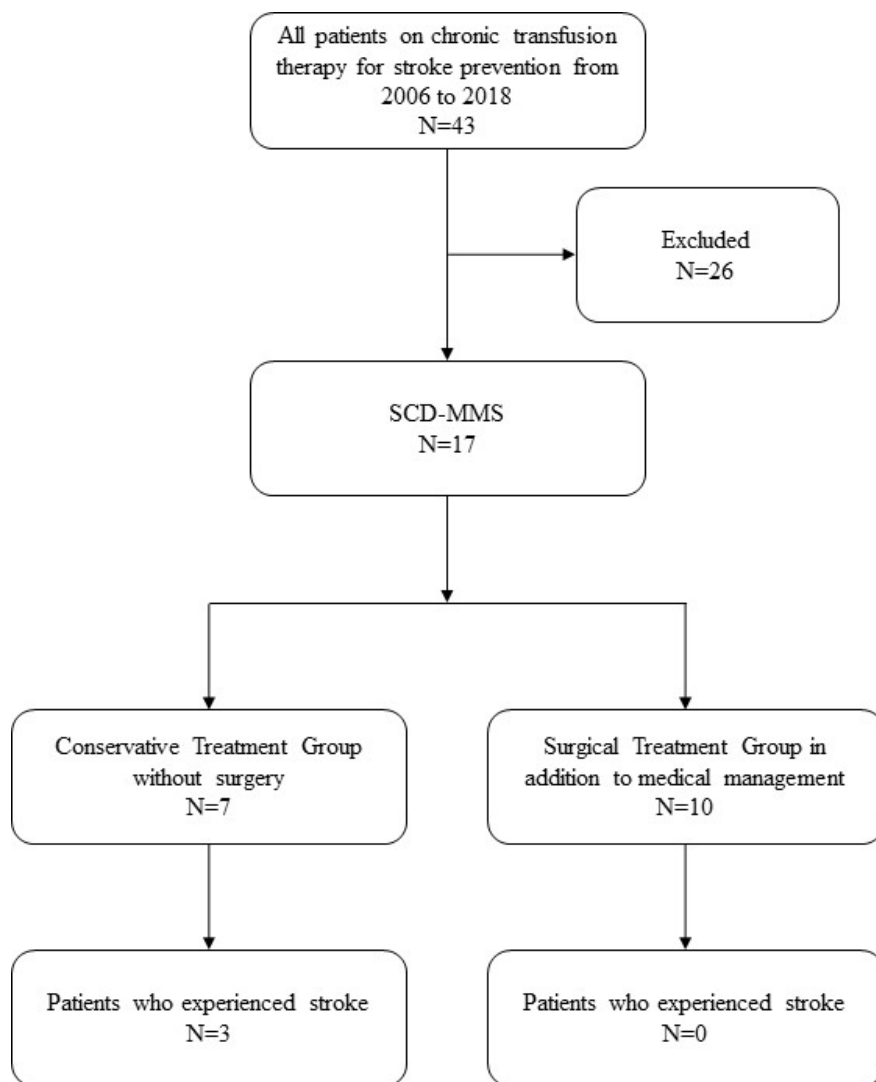 All patients on chronic transfusion
therapy for stroke prevention from
2006 to 2018
N=43
Excluded
N=26
SCD-MMS
N=17
Conservative Treatment Group
without surgery
N=7
Surgical Treatment Group in
addition to medical management
N=10
Patients who experienced stroke
N=3
Patients who experienced stroke
N=0